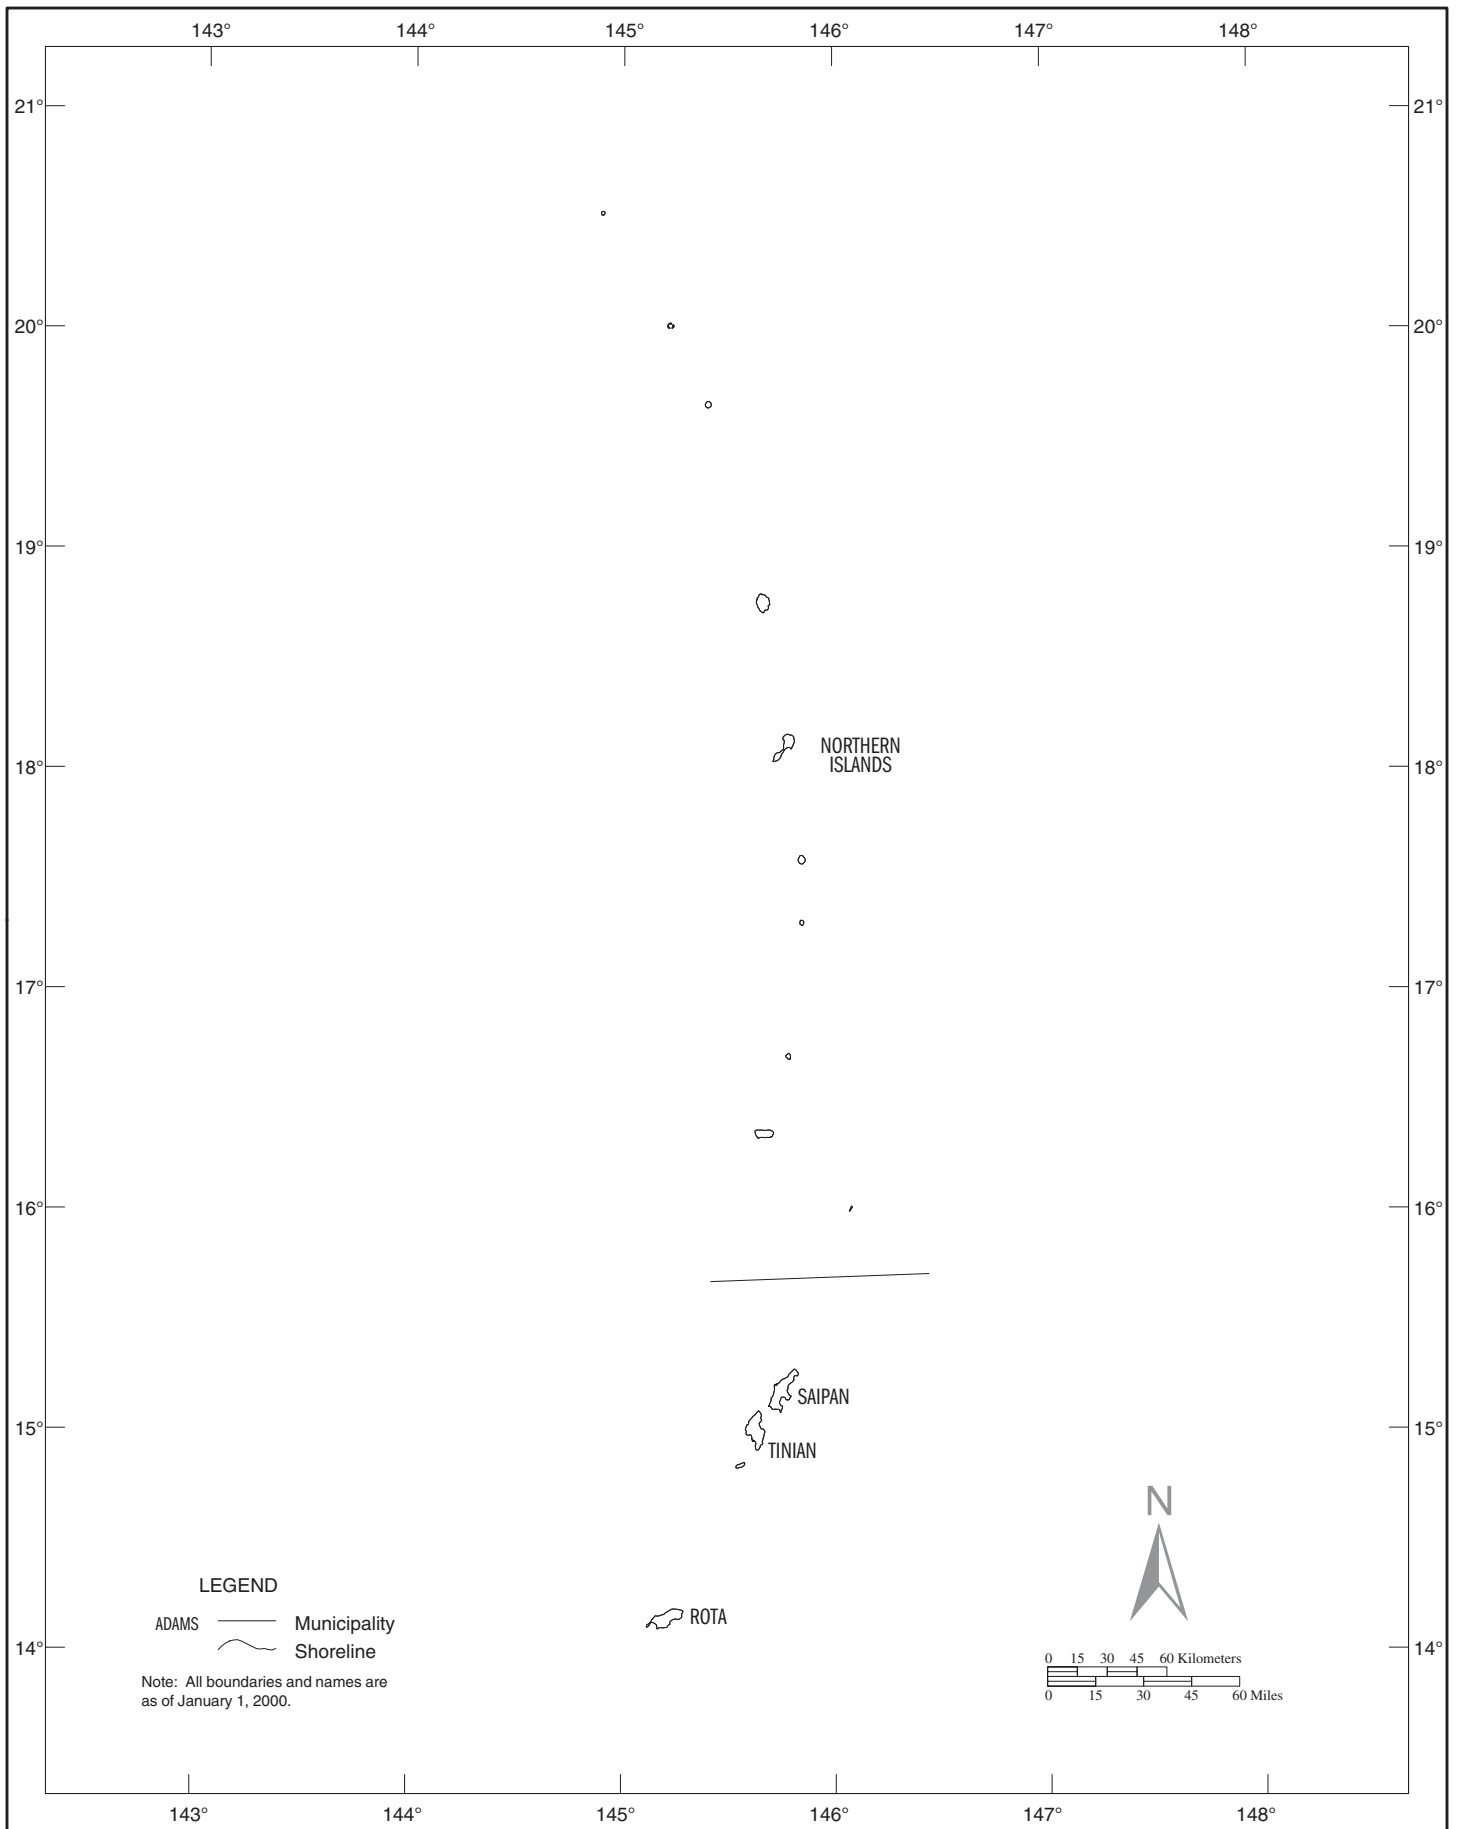 143° 144° 145° 146° 147° 148°
21° 21°
20° 20°
19° 19°
NORTHERN
ISLANDS
18° 18°
17° 17°
16° 16°
SAIPAN
15° 15°
TINIAN
N
LEGEND
ADAMS Municipality
Shoreline
Note: All boundaries and names are
as of January 1, 2000.
ROTA
14° 14°
0 15 30 45 60 Kilometers
0 15 30 45 60 Miles
143° 144° 145° 146° 147° 148°